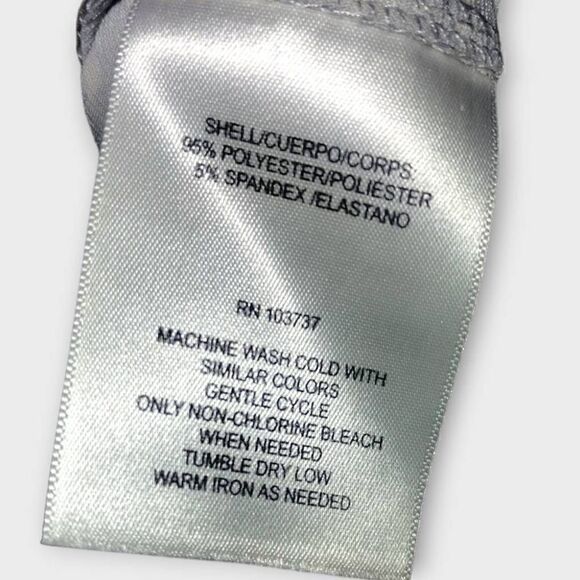 SHELL/CUERPO/CORPS
95% POLYESTER/POLIESTER
5% SPANDEX /ELASTANO
RN 103737
MACHINE WASH COLD WITH
SIMILAR COLORS
GENTLE CYCLE
ONLY NON-CHLORINE BLEACH
WHEN NEEDED
TUMBLE DRY LOW
WARM IRON AS NEEDED